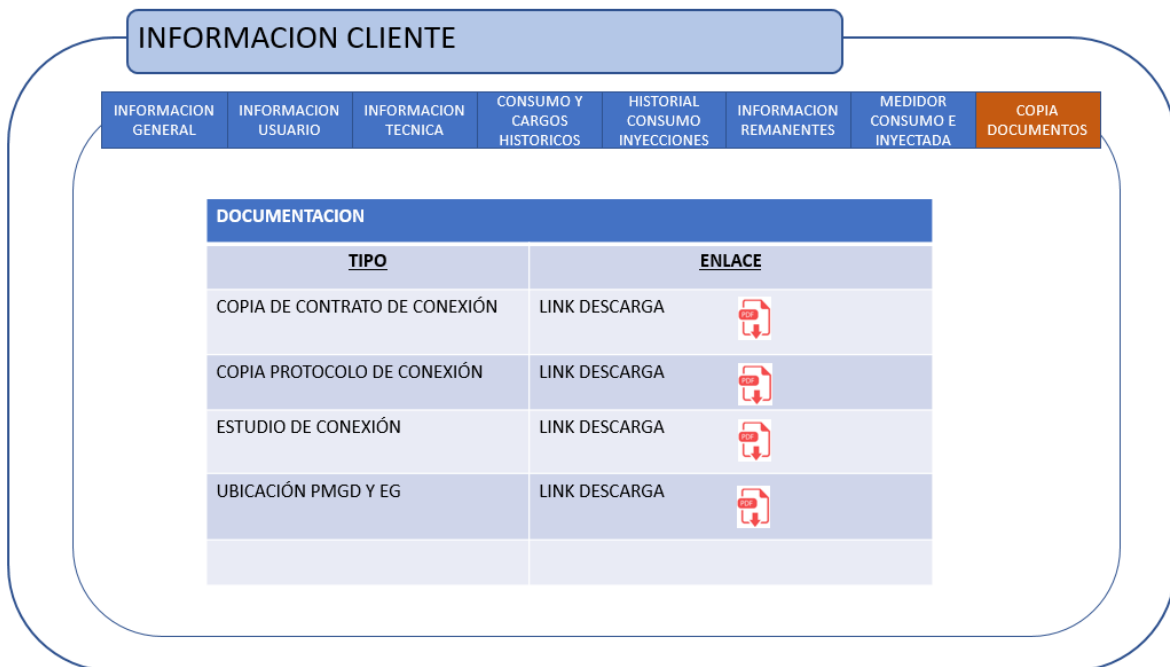 INFORMACION CLIENTE
INFORMACION GENERAL
INFORMACION USUARIO
INFORMACION TECNICA
CONSUMO Y CARGOS HISTORICOS
HISTORIAL CONSUMO INYECCIONES
INFORMACION REMANENTES
MEDIDOR CONSUMO E INYECTADA
COPIA DOCUMENTOS
DOCUMENTACION
TIPO ENLACE
COPIA DE CONTRATO DE CONEXIÓN LINK DESCARGA PDF
COPIA PROTOCOLO DE CONEXIÓN LINK DESCARGA PDF
ESTUDIO DE CONEXIÓN LINK DESCARGA PDF
UBICACIÓN PMGD Y EG LINK DESCARGA PDF